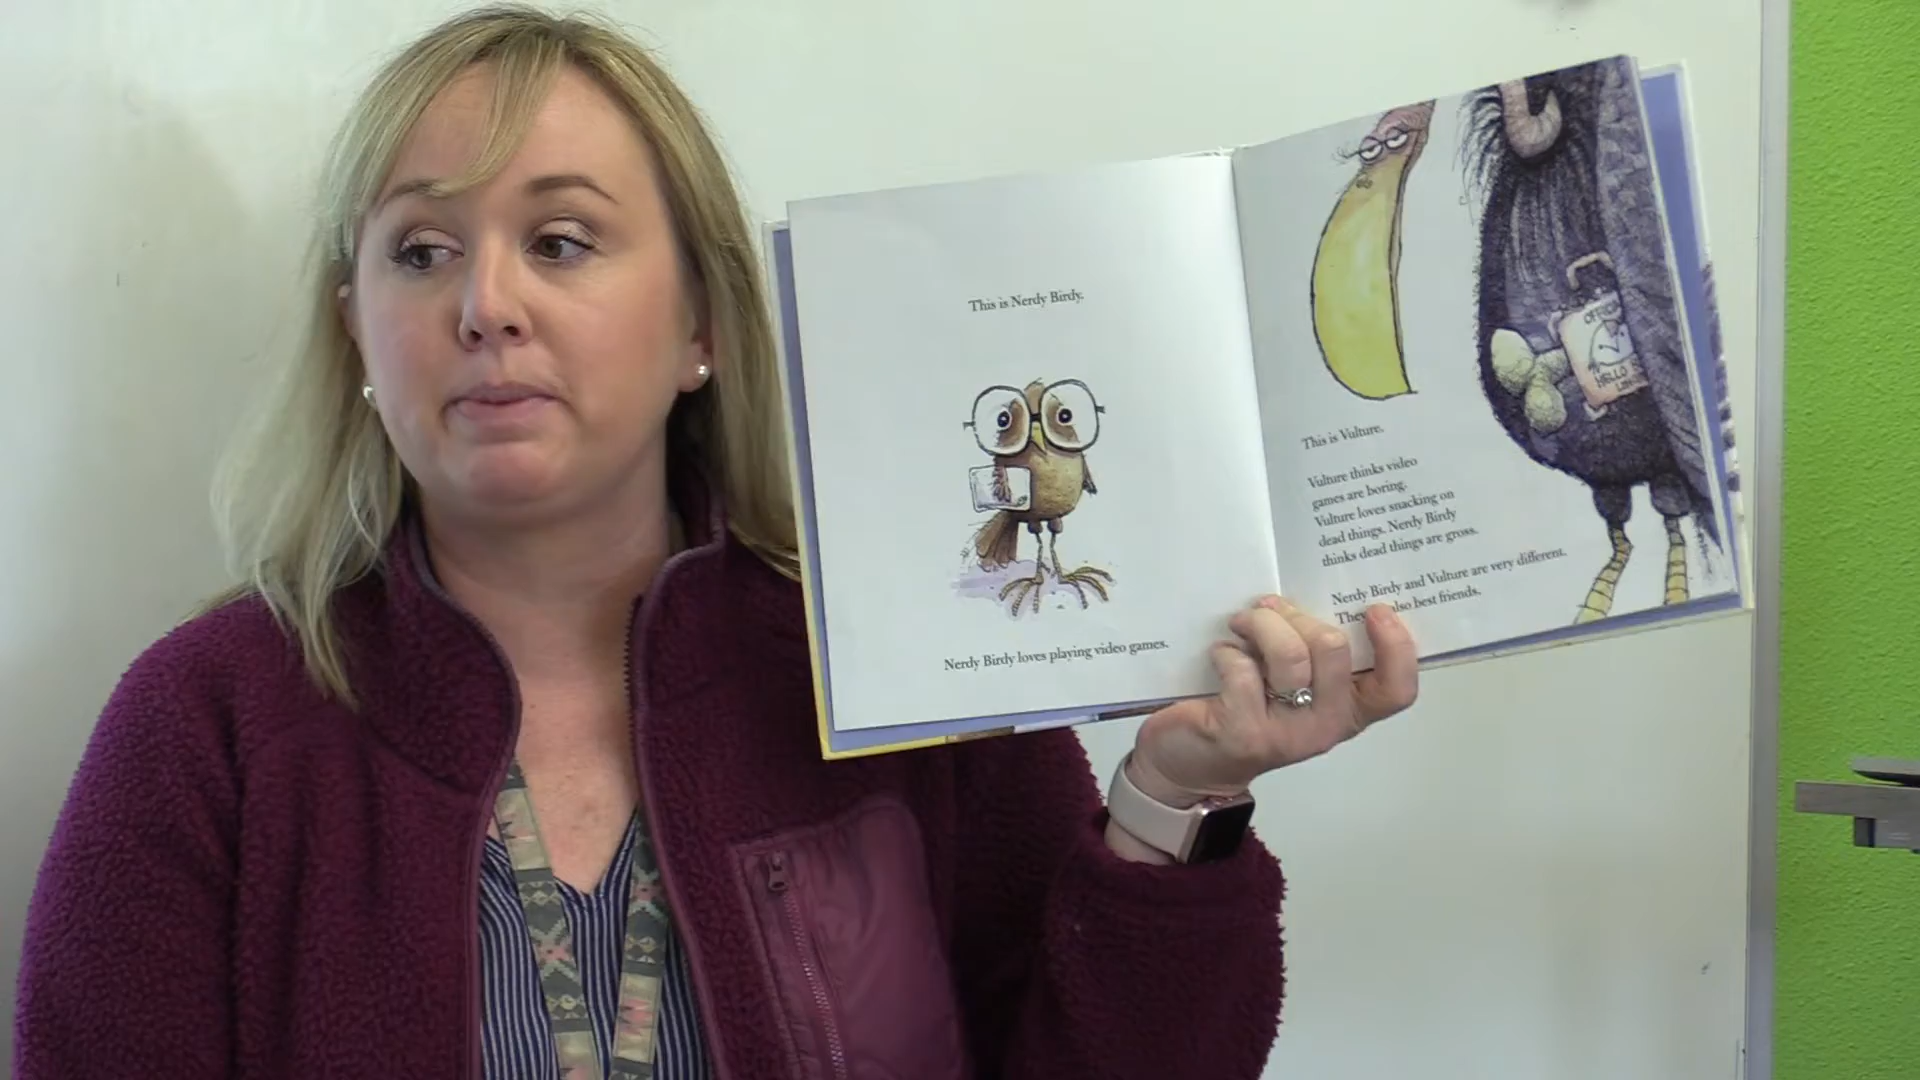 This is Nerdy Birdy.
Nerdy Birdy loves playing video games.
This is Vulture.
Vulture thinks video
games are boring.
Vulture loves snacking on
dead things. Nerdy Birdy
thinks dead things are gross.
Nerdy Birdy and Vulture are very different.
They also best friends.